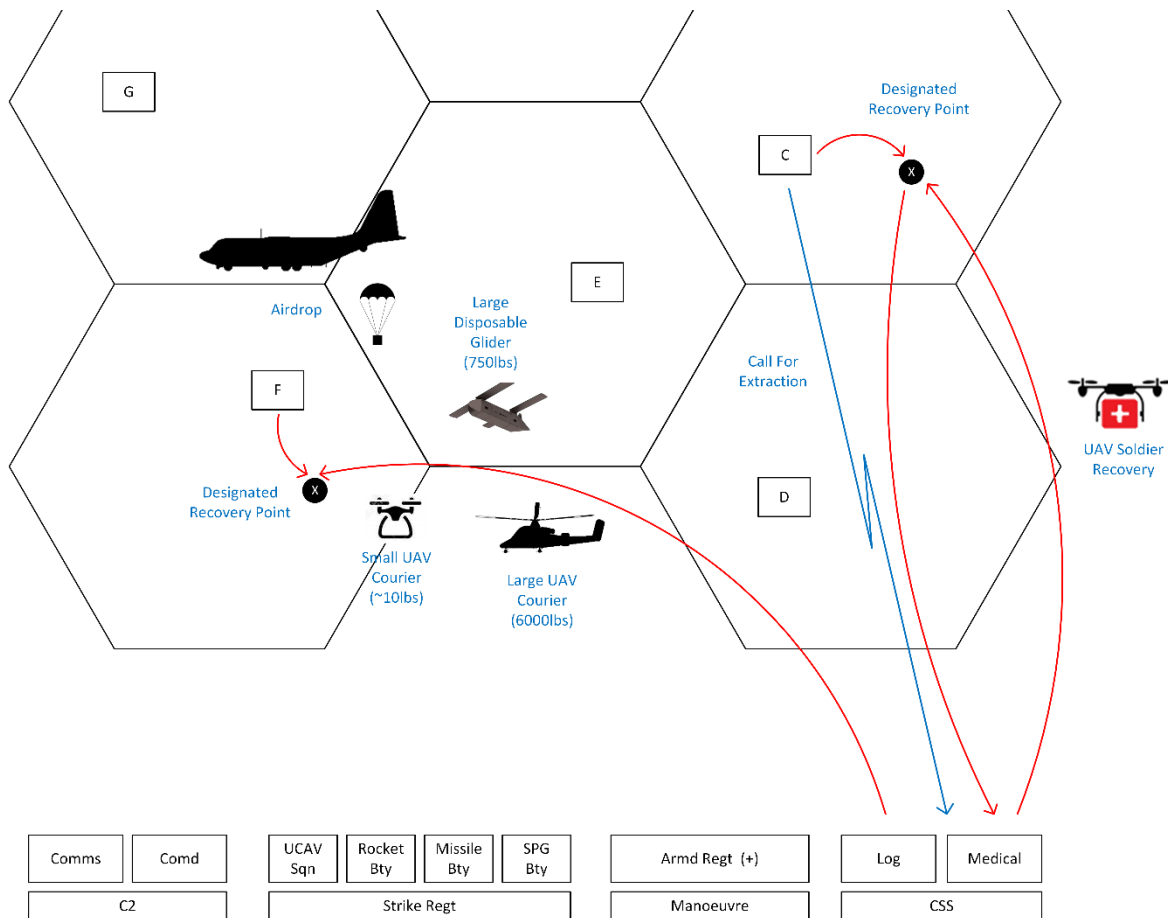 G
Designated
Recovery Point
C
X
E
Airdrop
Large
Disposable
Glider
(750lbs)
Call For
Extraction
F
UAV Soldier
Recovery
X
Designated
Recovery Point
D
Small UAV
Courier
(~10lbs)
Large UAV
Courier
(6000lbs)
Comms
Comd
UCAV
Sqn
Rocket
Bty
Missile
Bty
SPG
Bty
Armd Regt (+)
Log
Medical
C2
Strike Regt
Manoeuvre
CSS